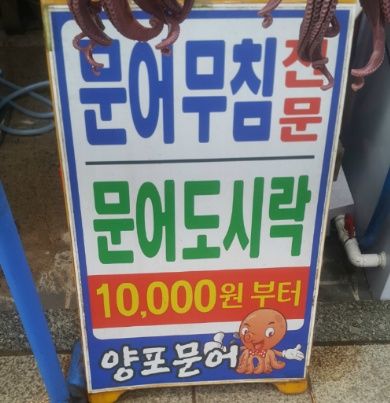 문어무침 전문
문어도시락
10,000원 부터
양포문어